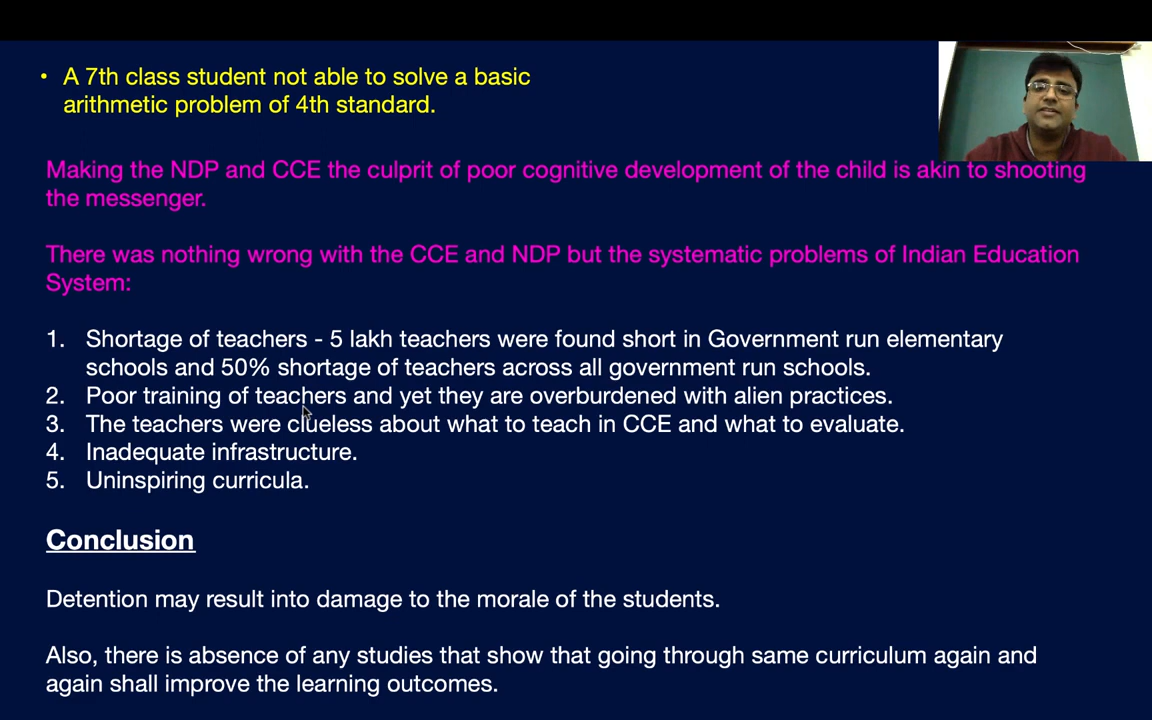 • A 7th class student not able to solve a basic
arithmetic problem of 4th standard.
Making the NDP and CCE the culprit of poor cognitive development of the child is akin to shooting
the messenger.
There was nothing wrong with the CCE and NDP but the systematic problems of Indian Education
System:
1. Shortage of teachers - 5 lakh teachers were found short in Government run elementary
schools and 50% shortage of teachers across all government run schools.
2. Poor training of teachers and yet they are overburdened with alien practices.
3. The teachers were clueless about what to teach in CCE and what to evaluate.
4. Inadequate infrastructure.
5. Uninspiring curricula.
Conclusion
Detention may result into damage to the morale of the students.
Also, there is absence of any studies that show that going through same curriculum again and
again shall improve the learning outcomes.